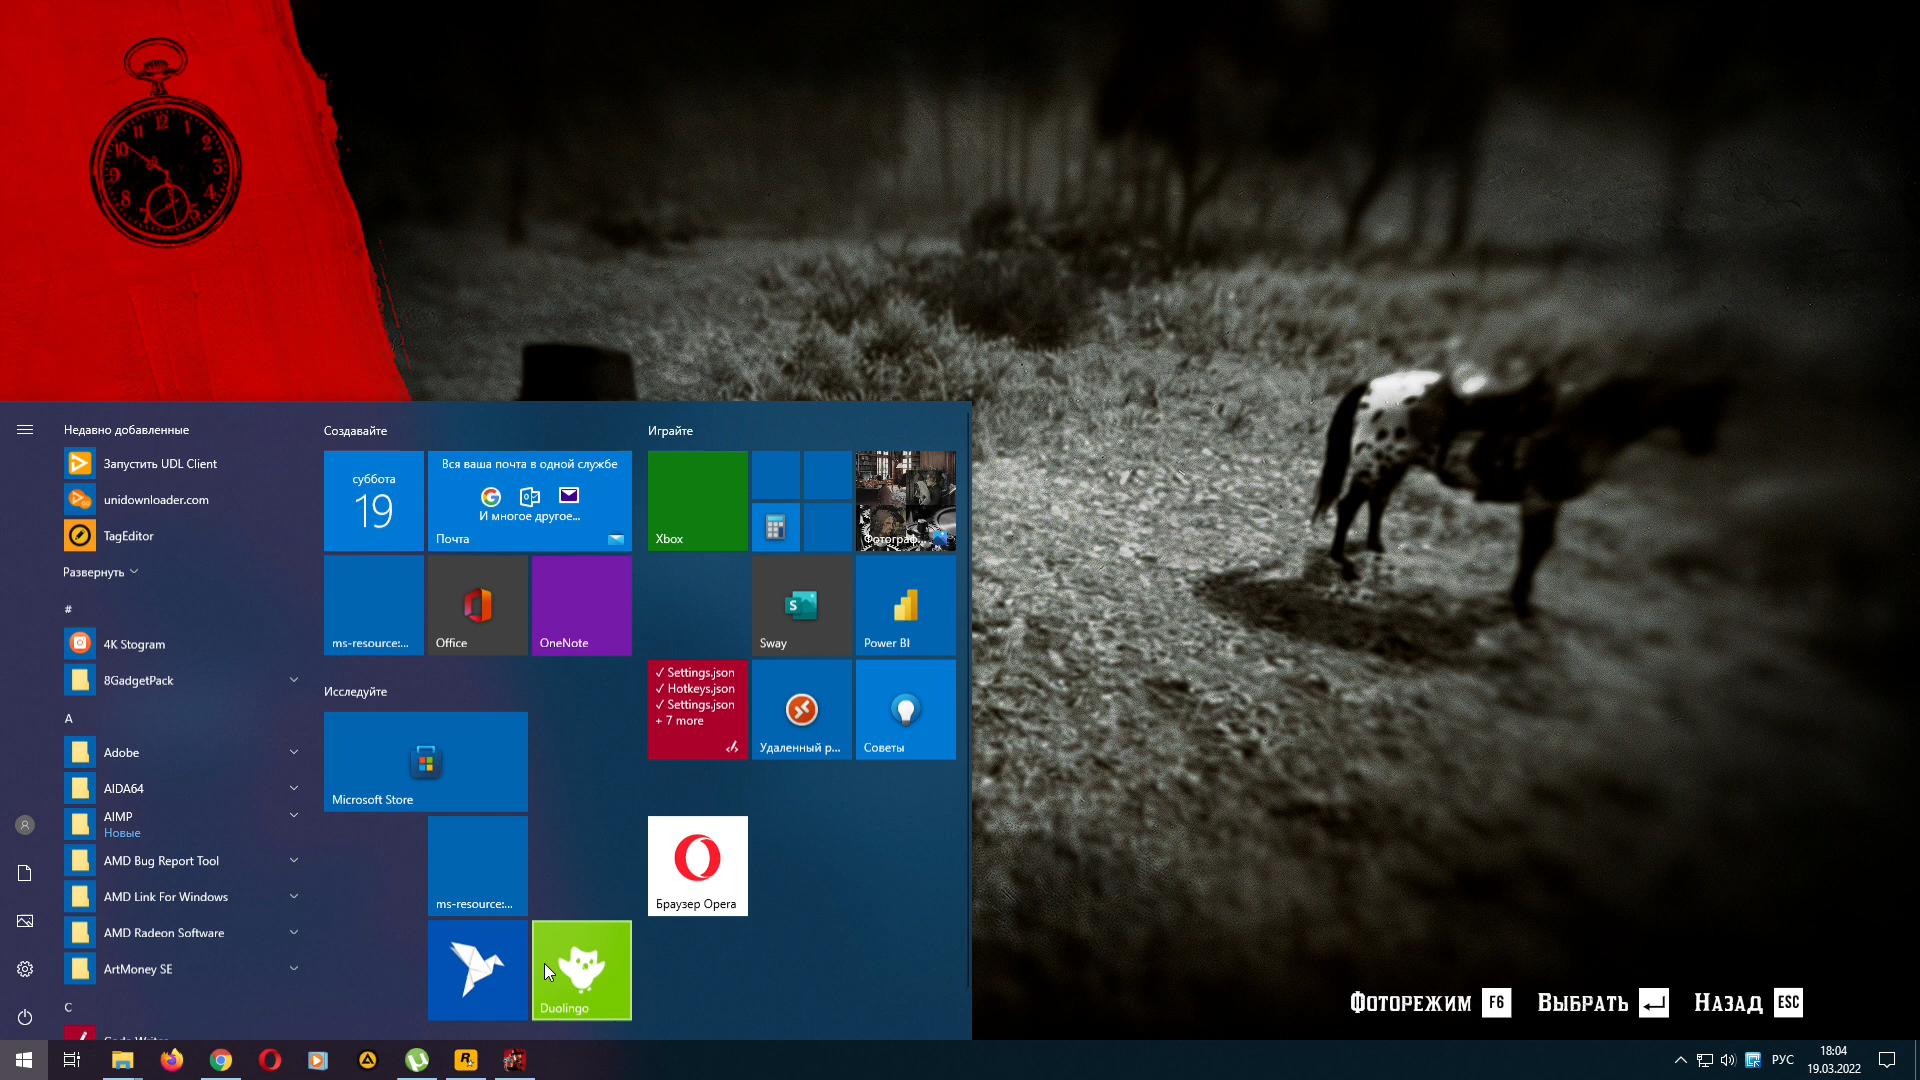 Недавно добавленные
Запустить UDL Client
unidownloader.com
TagEditor
Развернуть
#
4K Stogram
8GadgetPack
A
Adobe
AIDA64
AIMP
Новые
AMD Bug Report Tool
AMD Link For Windows
AMD Radeon Software
ArtMoney SE
C
Создавайте
суббота
19
Вся ваша почта в одной службе
И многое другое...
Почта
ms-resource:...
Office
OneNote
Исследуйте
Microsoft Store
ms-resource:...
Duolingo
Играйте
Xbox
Фотограф...
Sway
Power BI
✓ Settings.json
✓ Hotkeys.json
✓ Settings.json
+ 7 more
Удаленный р...
Советы
Браузер Opera
Фоторежим F6 Выбрать Назад ESC
РУС
18:04
19.03.2022